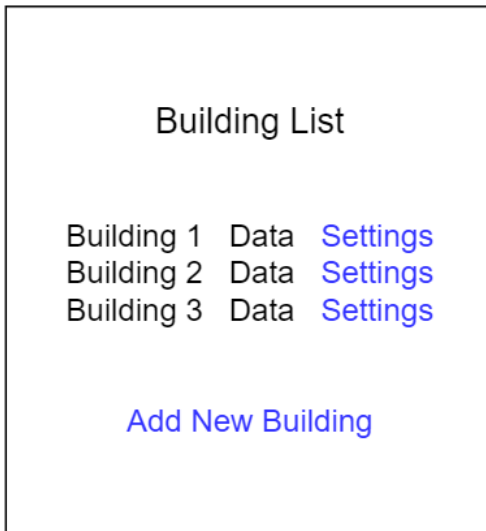 Building List
Building 1 Data Settings
Building 2 Data Settings
Building 3 Data Settings
Add New Building